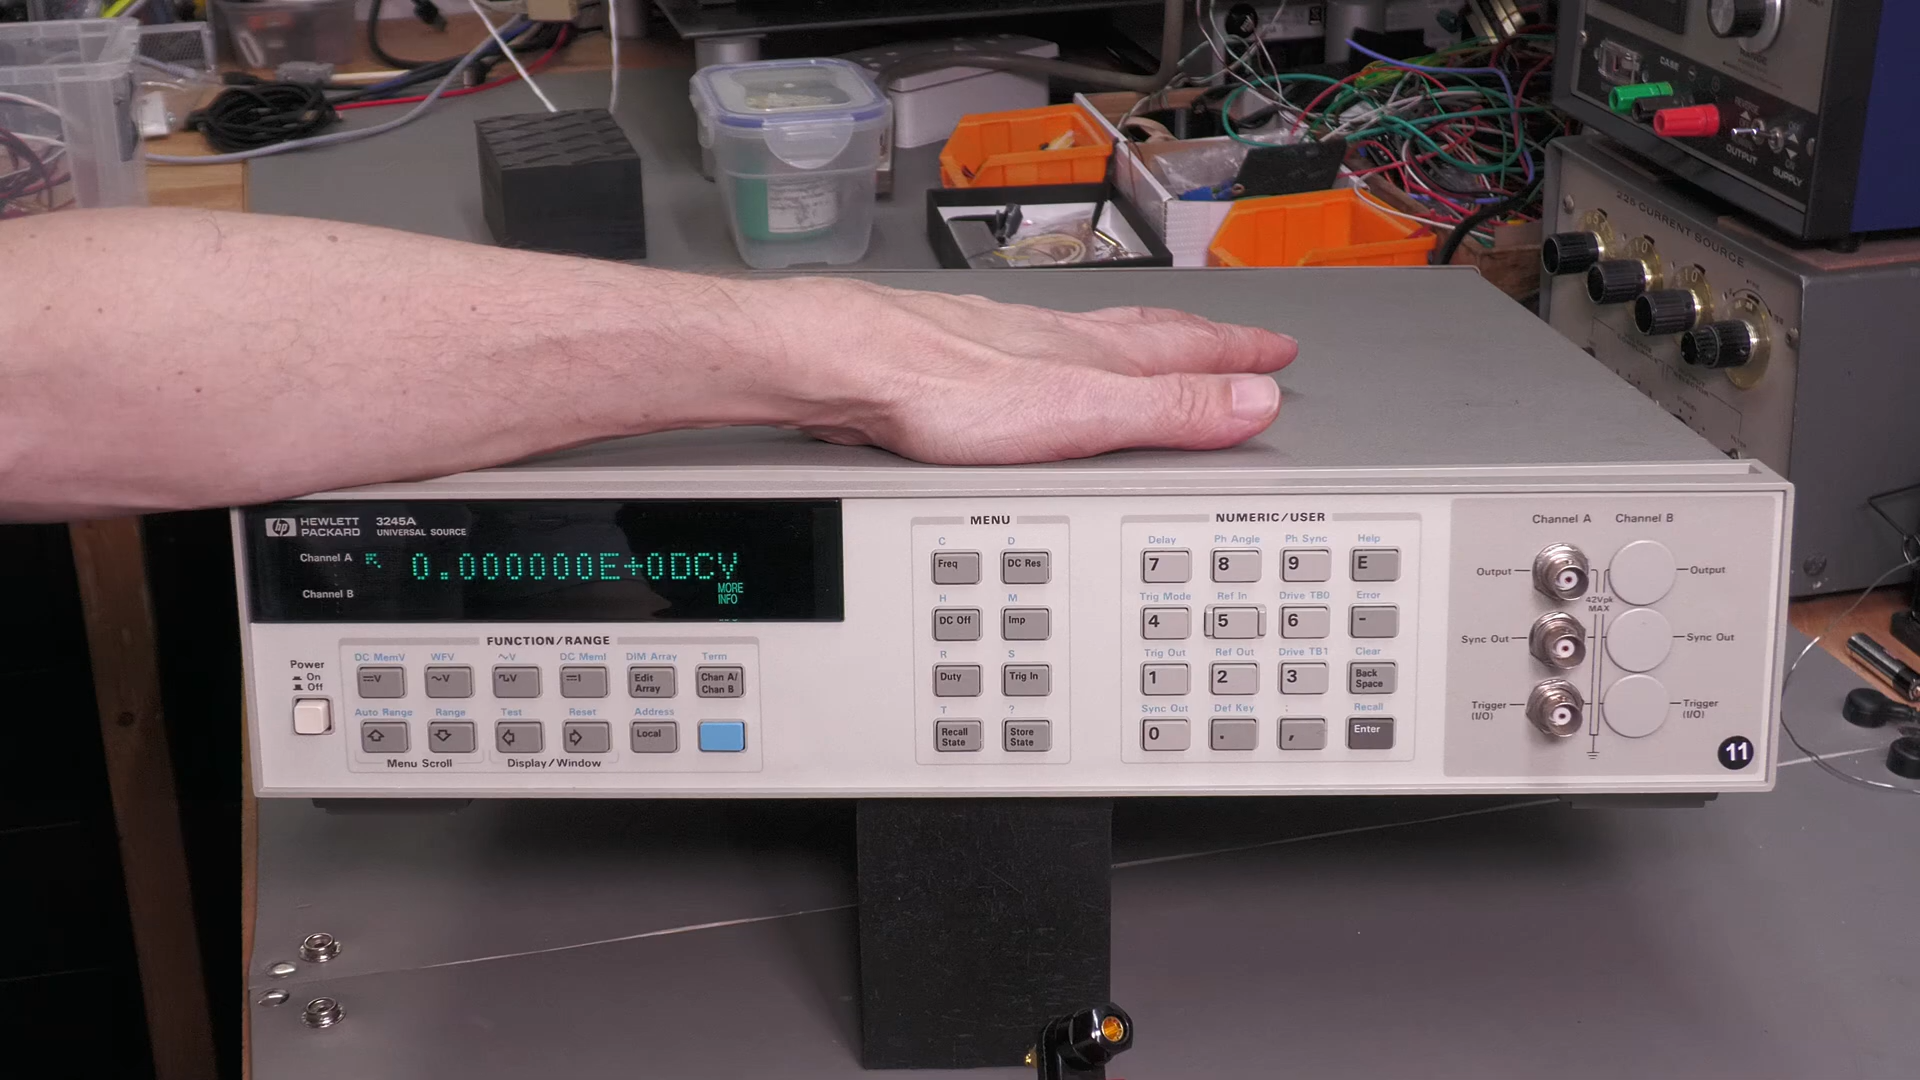 CASE
REVERSE
OUTPUT
SUPPLY
225 CURRENT SOURCE
hp HEWLETT PACKARD
3245A
UNIVERSAL SOURCE
Channel A
0.000000E+0DCV
MORE INFO
Channel B
FUNCTION/RANGE
Power
On
Off
DC MemV
WFV
∿V
DC MemI
DIM Array
Term
⎓V
∿V
⎍V
⎓I
Edit Array
Chan A/ Chan B
Auto Range
Range
Test
Reset
Address
Local
Menu Scroll
Display/Window
MENU
C
D
Freq
DC Res
H
M
DC Off
Imp
R
S
Duty
Trig In
T
?
Recall State
Store State
NUMERIC/USER
Delay
Ph Angle
Ph Sync
Help
7
8
9
E
Trig Mode
Ref In
Drive TB0
Error
4
5
6
-
Trig Out
Ref Out
Drive TB1
Clear
1
2
3
Back Space
Sync Out
Def Key
:
Recall
0
.
,
Enter
Channel A
Channel B
Output
Output
42Vpk MAX
Sync Out
Sync Out
Trigger (I/O)
Trigger (I/O)
11